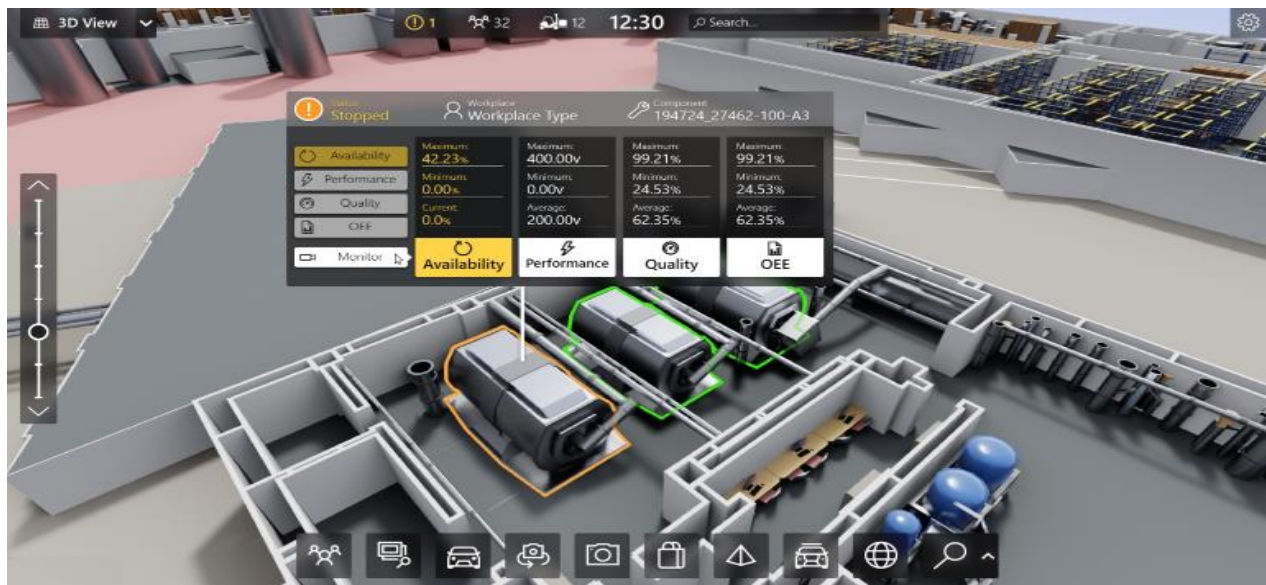 3D View
1
32
12
12:30
Search...
Status
Stopped
Workplace
Workplace Type
Component
194724_27462-100-A3
Availability
Performance
Quality
OEE
Monitor
Maximum:
42.23%
Minimum:
0.00%
Current:
0.0%
Availability
Maximum:
400.00v
Minimum:
0.00v
Average:
200.00v
Performance
Maximum:
99.21%
Minimum:
24.53%
Average:
62.35%
Quality
Maximum:
99.21%
Minimum:
24.53%
Average:
62.35%
OEE